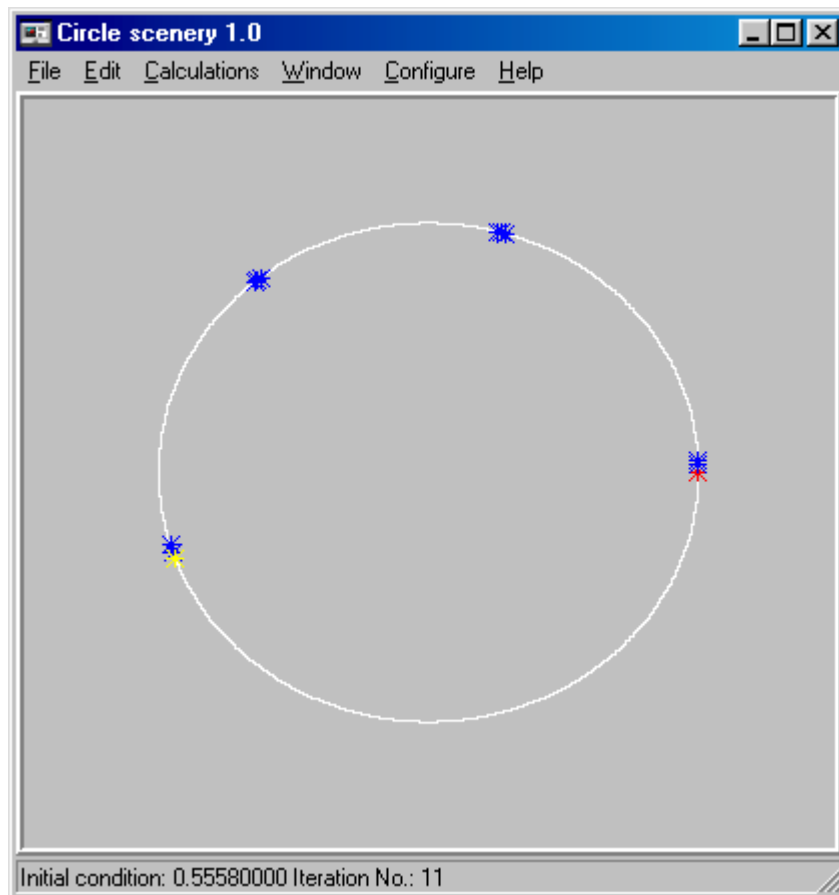 Circle scenery 1.0
File Edit Calculations Window Configure Help
Initial condition: 0.55580000 Iteration No.: 11